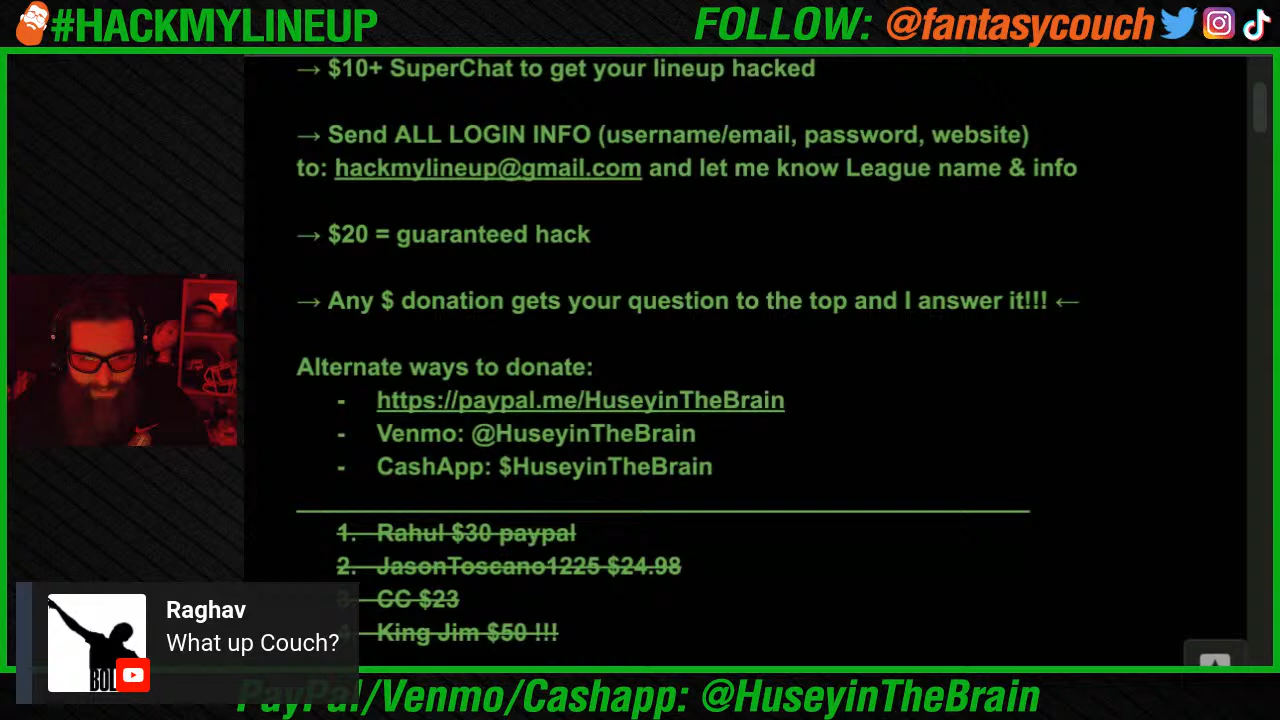 #HACKMYLINEUP
FOLLOW: @fantasycouch
→ $10+ SuperChat to get your lineup hacked
→ Send ALL LOGIN INFO (username/email, password, website)
to: hackmylineup@gmail.com and let me know League name & info
→ $20 = guaranteed hack
→ Any $ donation gets your question to the top and I answer it!!! ←
Alternate ways to donate:
- https://paypal.me/HuseyinTheBrain
- Venmo: @HuseyinTheBrain
- CashApp: $HuseyinTheBrain
1. Rahul $30 paypal
2. JasonToscano1225 $24.98
3 CC $23
King Jim $50 !!!
Raghav
What up Couch?
BOL
PayPal/Venmo/Cashapp: @HuseyinTheBrain